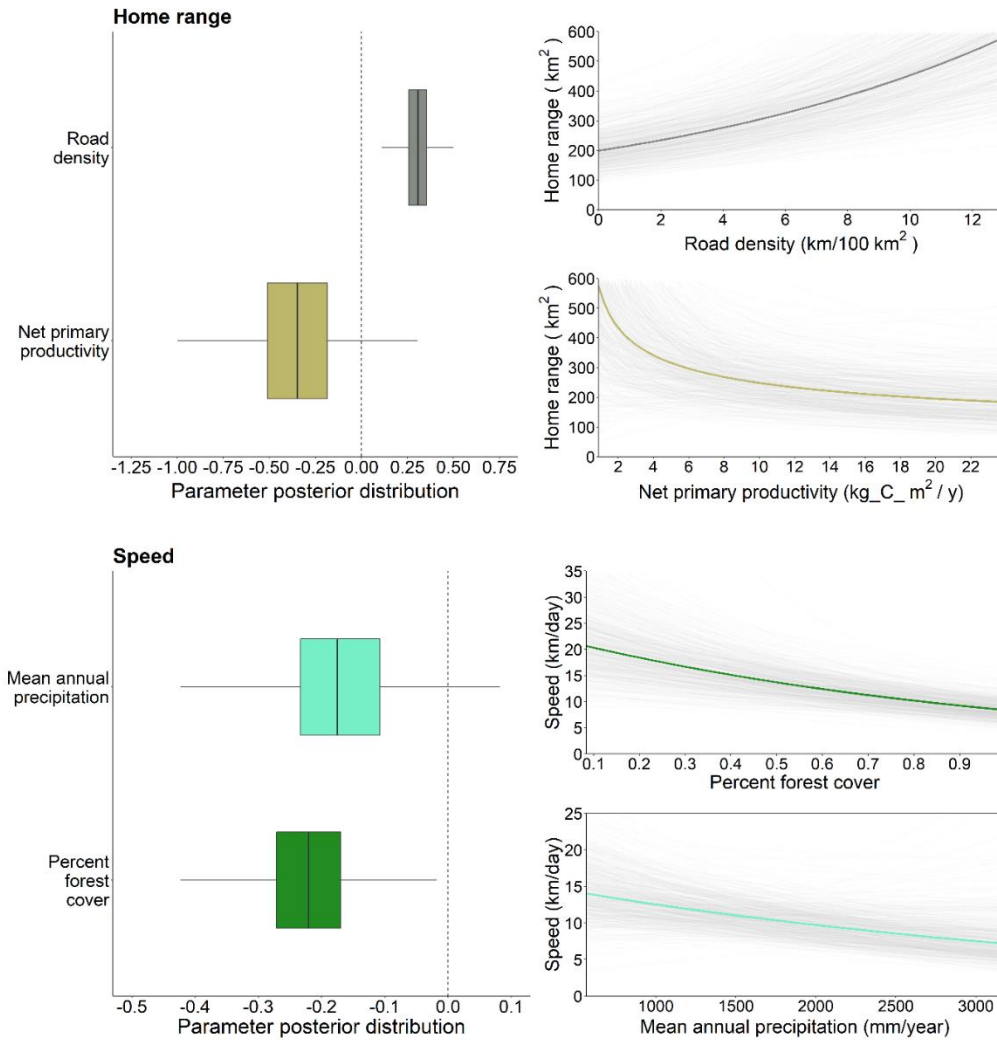 Home range
Road
density
Net primary
productivity
-1.25 -1.00 -0.75 -0.50 -0.25 0.00 0.25 0.50 0.75
Parameter posterior distribution
Home range ( km²)
600
500
400
300
200
100
0
0 2 4 6 8 10 12
Road density (km/100 km² )
Home range ( km²)
600
500
400
300
200
100
0
2 4 6 8 10 12 14 16 18 20 22
Net primary productivity (kg_C_ m² / y)
Speed
Mean annual
precipitation
Percent
forest
cover
-0.5 -0.4 -0.3 -0.2 -0.1 0.0 0.1
Parameter posterior distribution
Speed (km/day)
35
30
25
20
15
10
5
0
0.1 0.2 0.3 0.4 0.5 0.6 0.7 0.8 0.9
Percent forest cover
Speed (km/day)
25
20
15
10
5
0
1000 1500 2000 2500 3000
Mean annual precipitation (mm/year)